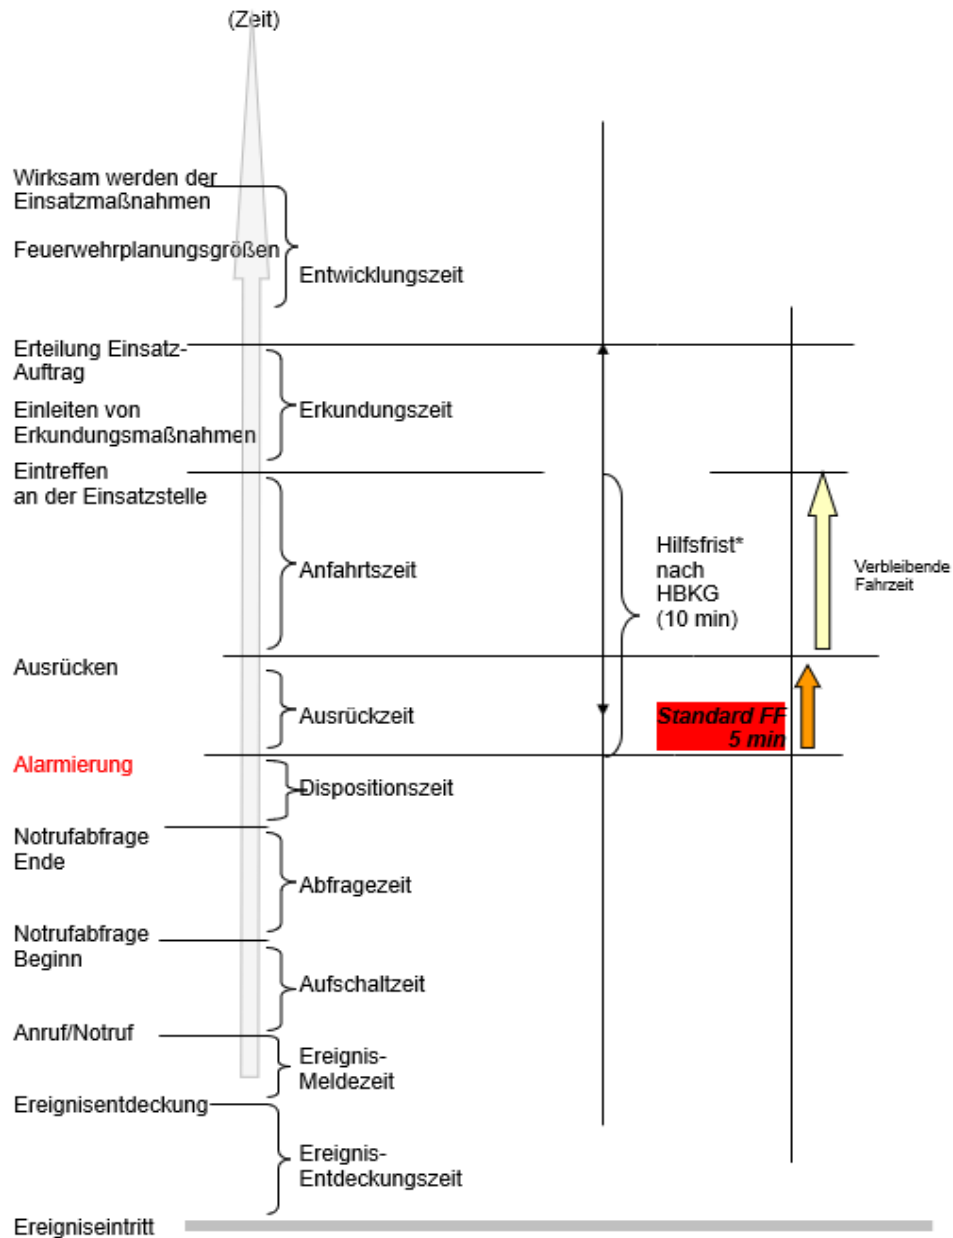 (Zeit)
Wirksam werden der
Einsatzmaßnahmen
Feuerwehrplanungsgrößen
Entwicklungszeit
Erteilung Einsatz-
Auftrag
Einleiten von
Erkundungsmaßnahmen
Erkundungszeit
Eintreffen
an der Einsatzstelle
Anfahrtszeit
Hilfsfrist*
nach
HBKG
(10 min)
Verbleibende
Fahrzeit
Ausrücken
Ausrückzeit
Standard FF
5 min
Alarmierung
Dispositionszeit
Notrufabfrage
Ende
Abfragezeit
Notrufabfrage
Beginn
Aufschaltzeit
Anruf/Notruf
Ereignis-
Meldezeit
Ereignisentdeckung
Ereignis-
Entdeckungszeit
Ereigniseintritt